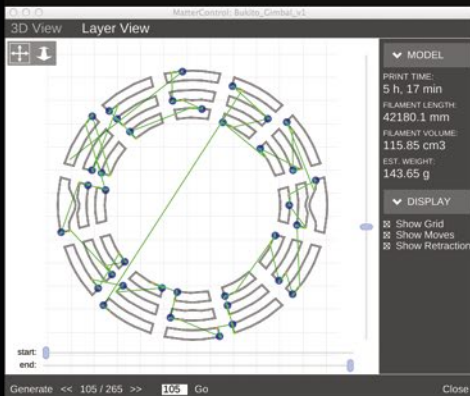 MatterControl: Bukito_Gimbal_v1
3D View Layer View
MODEL
PRINT TIME:
5 h, 17 min
FILAMENT LENGTH:
42180.1 mm
FILAMENT VOLUME:
115.85 cm3
EST. WEIGHT:
143.65 g
DISPLAY
Show Grid
Show Moves
Show Retraction
start:
end:
Generate << 105 / 265 >> 105 Go Close